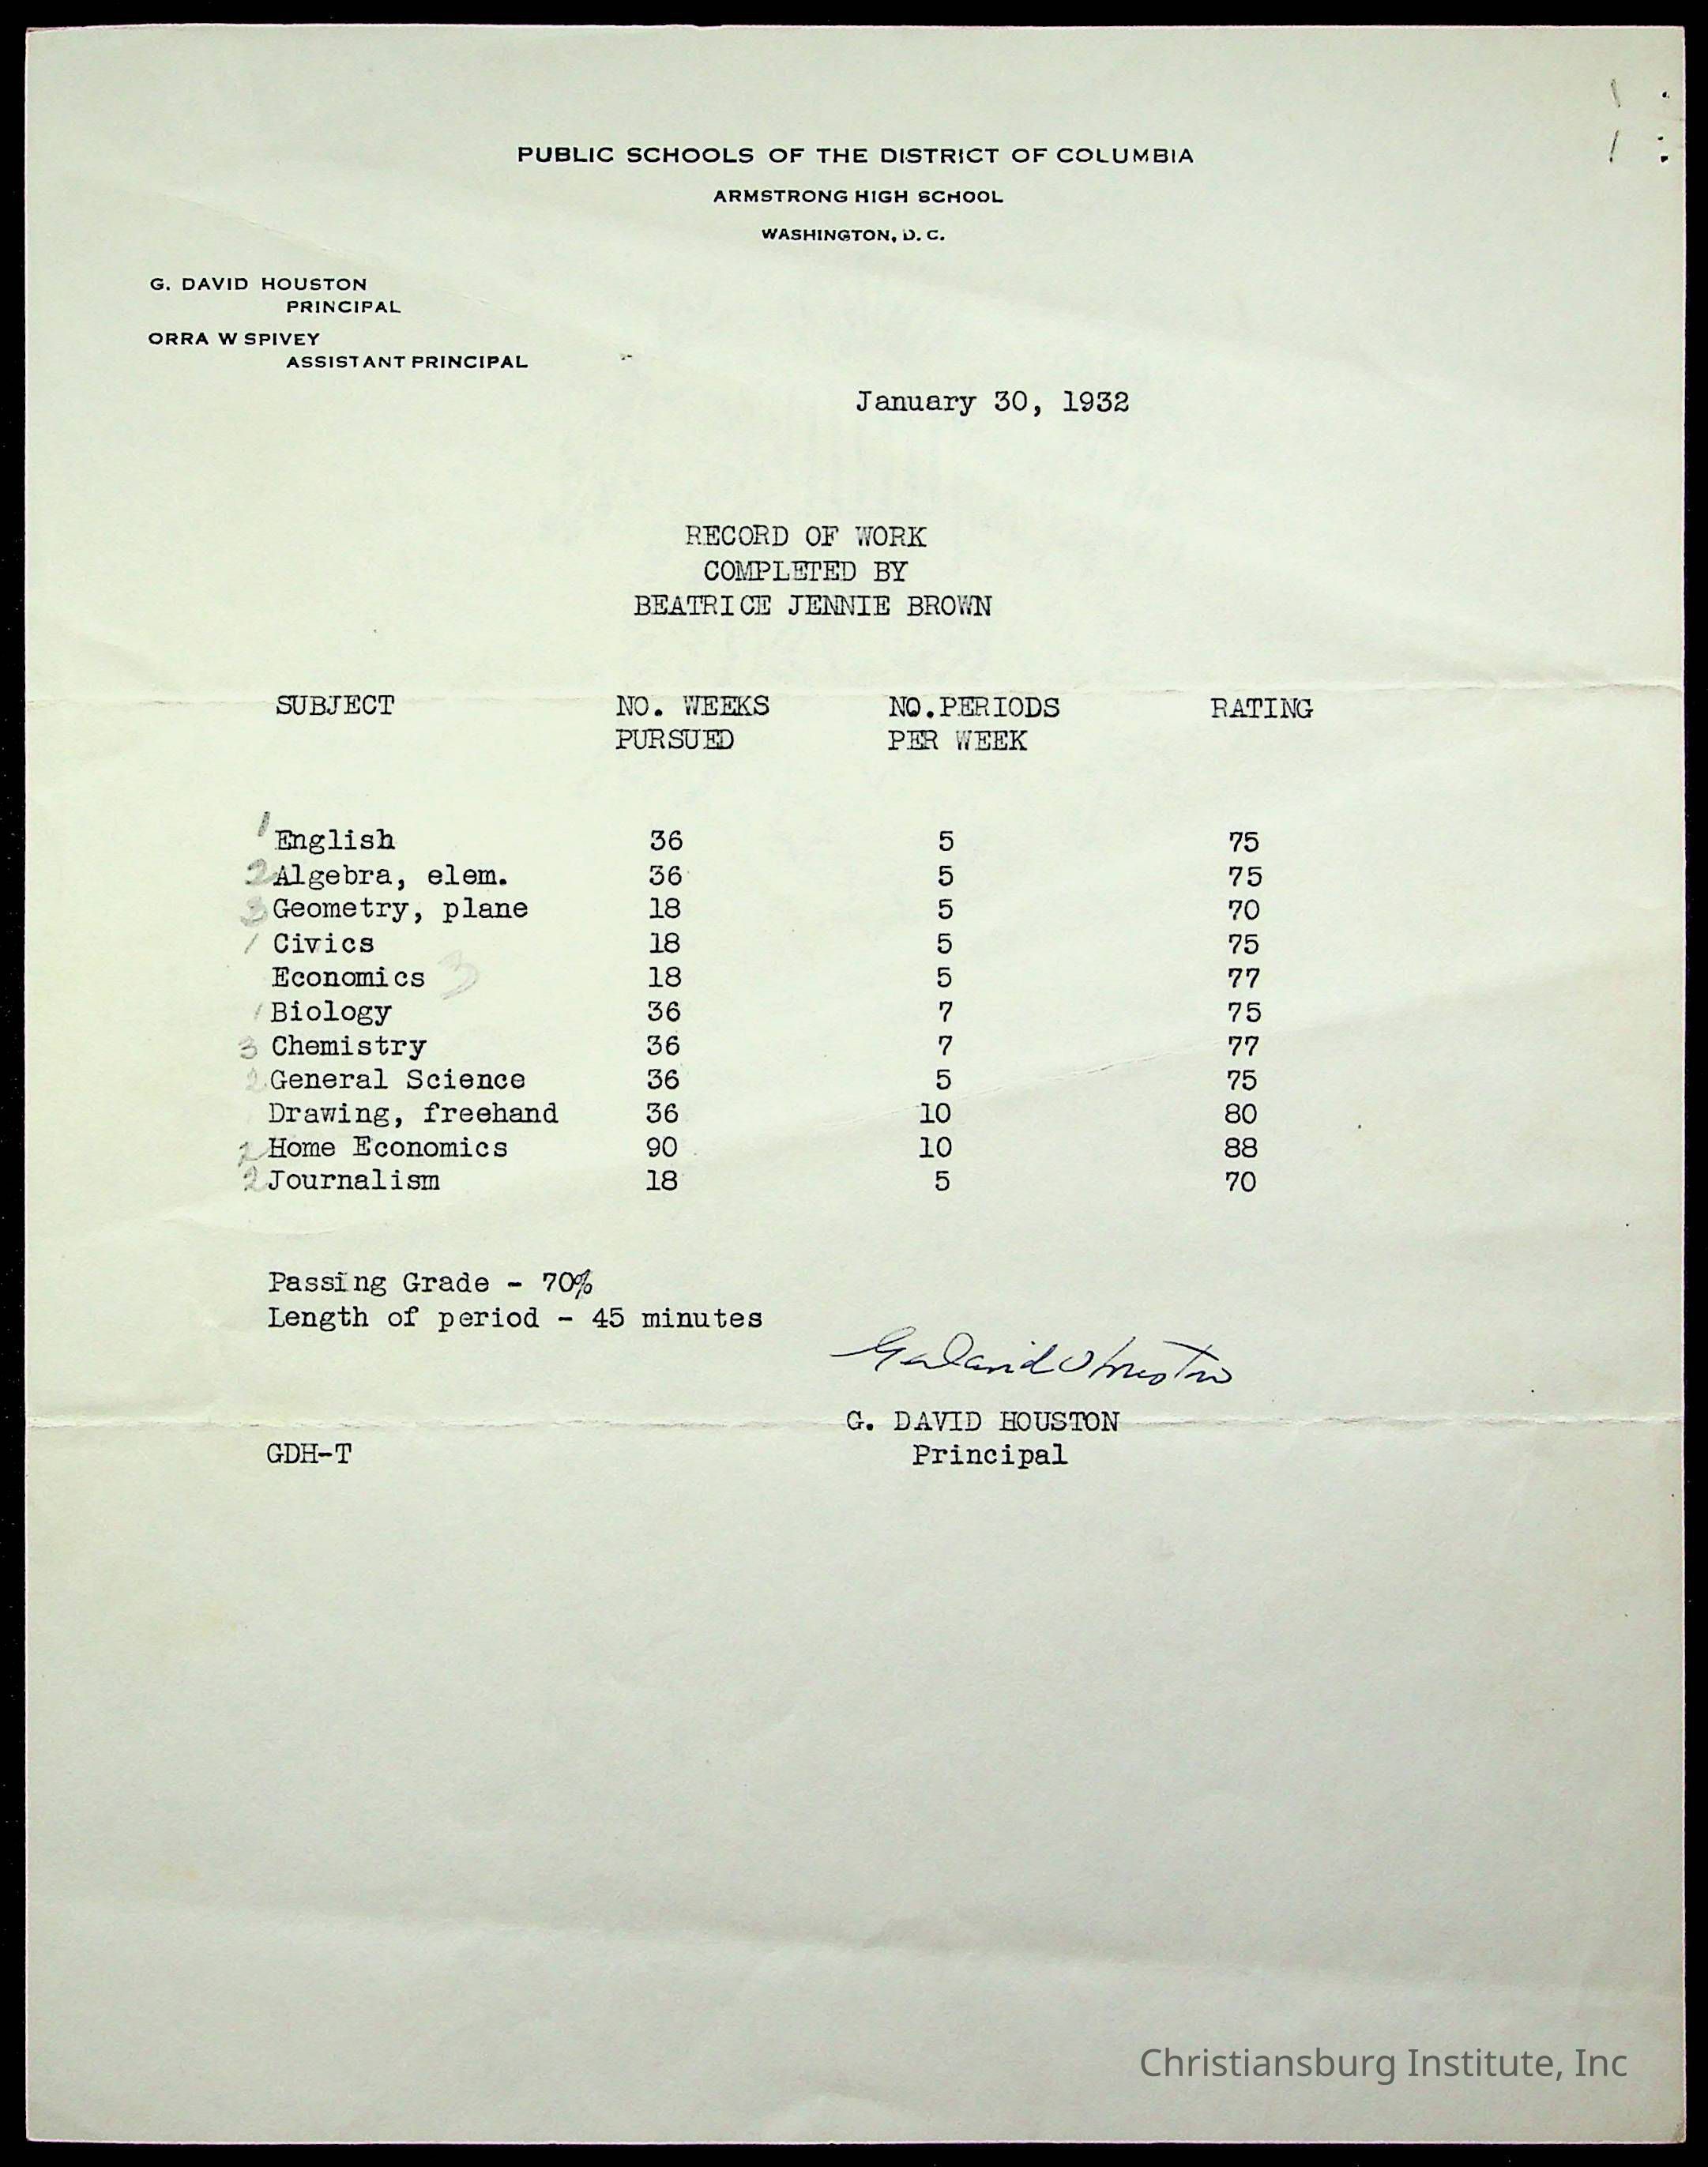 PUBLIC SCHOOLS OF THE DISTRICT OF COLUMBIA
ARMSTRONG HIGH SCHOOL
WASHINGTON, D. C.
G. DAVID HOUSTON
PRINCIPAL
ORRA W SPIVEY
ASSISTANT PRINCIPAL
January 30, 1932
RECORD OF WORK
COMPLETED BY
BEATRICE JENNIE BROWN
SUBJECT NO. WEEKS NO.PERIODS RATING
PURSUED PER WEEK
1 English 36 5 75
2 Algebra, elem. 36 5 75
3 Geometry, plane 18 5 70
1 Civics 18 5 75
Economics 3 18 5 77
1 Biology 36 7 75
3 Chemistry 36 7 77
2 General Science 36 5 75
Drawing, freehand 36 10 80
Home Economics 90 10 88
2 Journalism 18 5 70
Passing Grade - 70%
Length of period - 45 minutes
G. David Houston
G. DAVID HOUSTON
GDH-T Principal
Christiansburg Institute, Inc